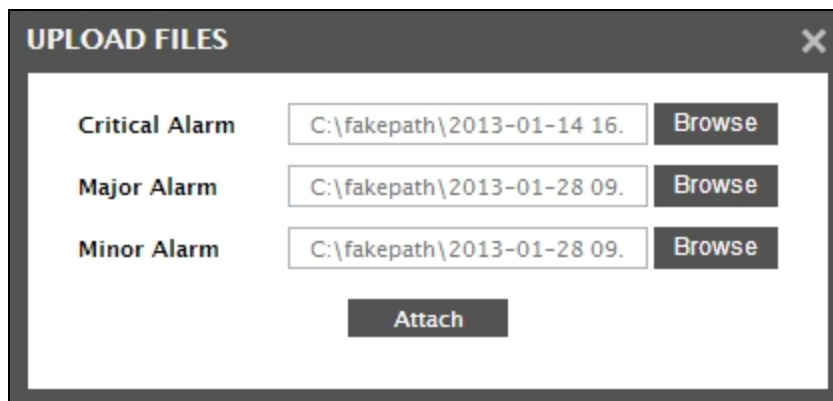 UPLOAD FILES
Critical Alarm C:\fakepath\2013-01-14 16. Browse
Major Alarm C:\fakepath\2013-01-28 09. Browse
Minor Alarm C:\fakepath\2013-01-28 09. Browse
Attach